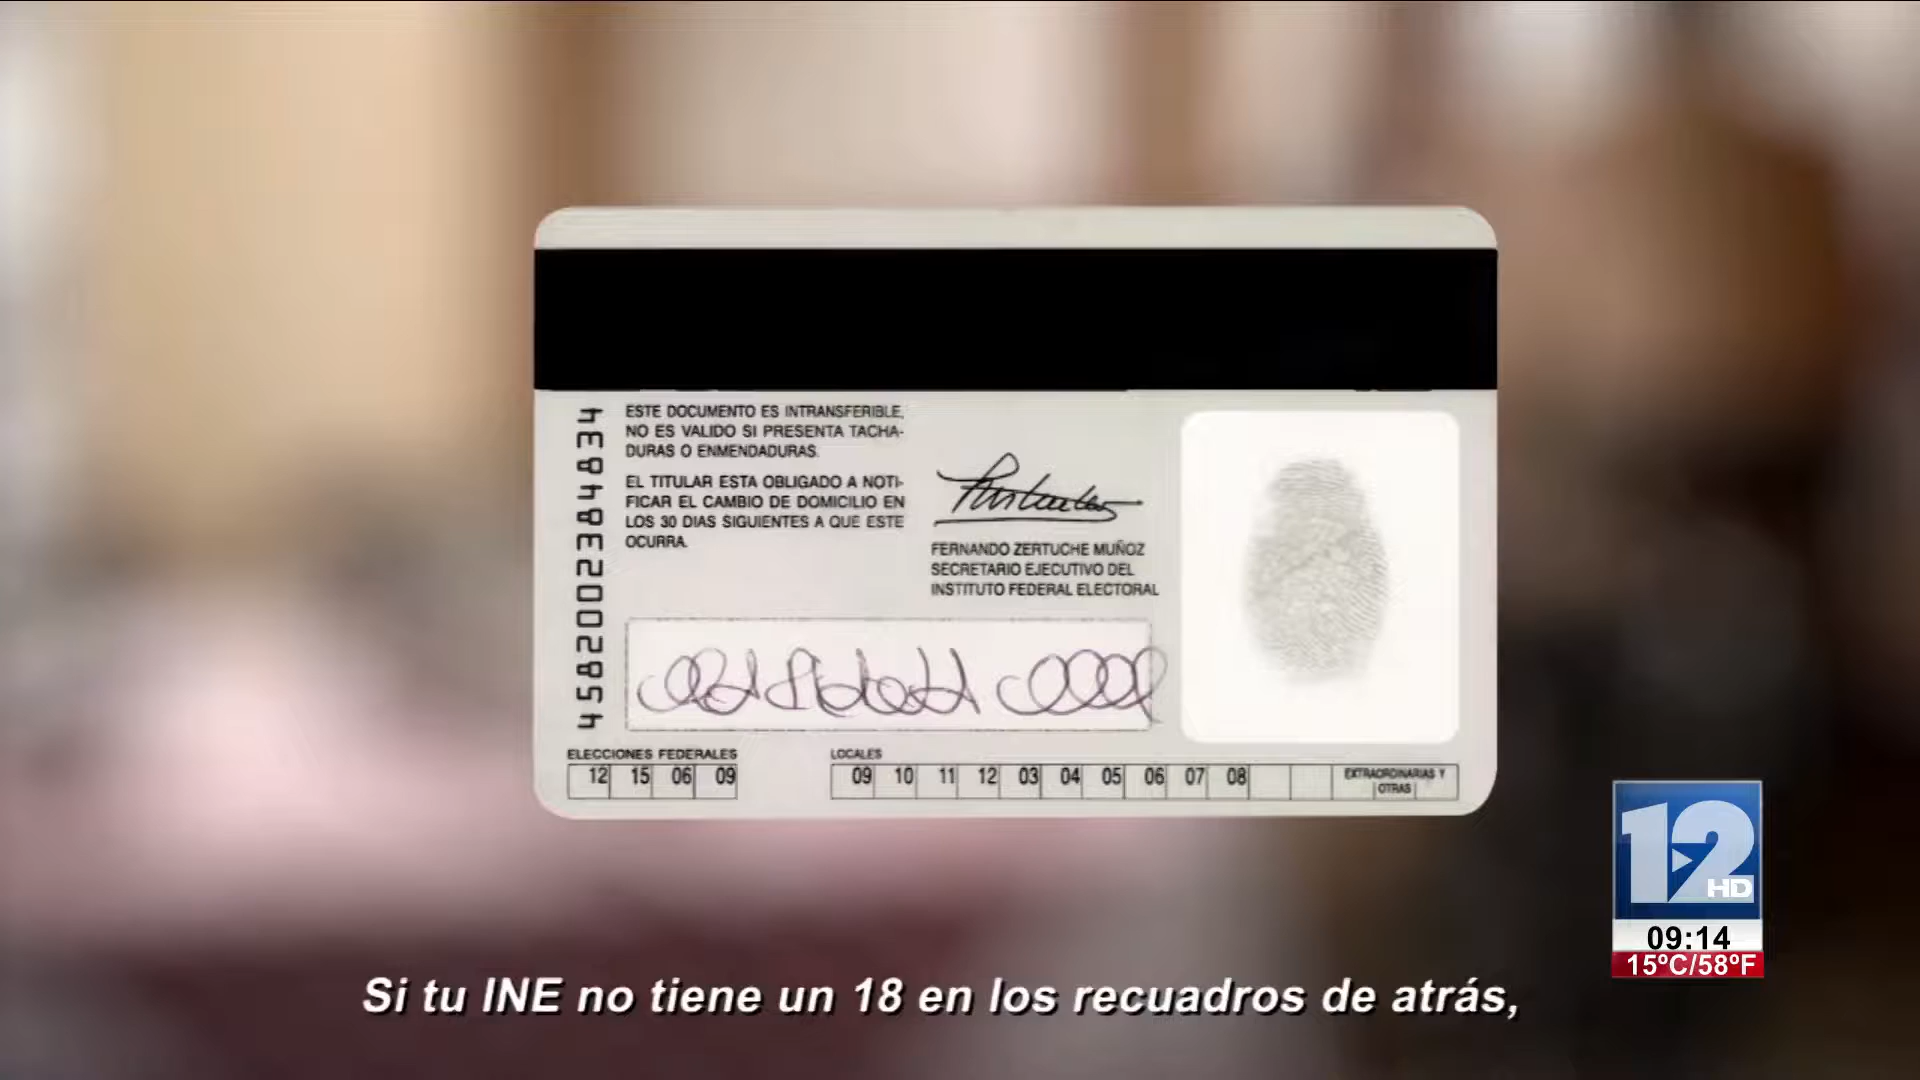 4582002E8484E34
ESTE DOCUMENTO ES INTRANSFERIBLE,
NO ES VALIDO SI PRESENTA TACHA-
DURAS O ENMENDADURAS.
EL TITULAR ESTA OBLIGADO A NOTI-
FICAR EL CAMBIO DE DOMICILIO EN
LOS 30 DIAS SIGUIENTES A QUE ESTE
OCURRA.
FERNANDO ZERTUCHE MUÑOZ
SECRETARIO EJECUTIVO DEL
INSTITUTO FEDERAL ELECTORAL
ELECCIONES FEDERALES
12 15 06 09
LOCALES
09 10 11 12 03 04 05 06 07 08
EXTRAORDINARIAS Y
OTRAS
12
HD
09:14
15ºC/58ºF
Si tu INE no tiene un 18 en los recuadros de atrás,